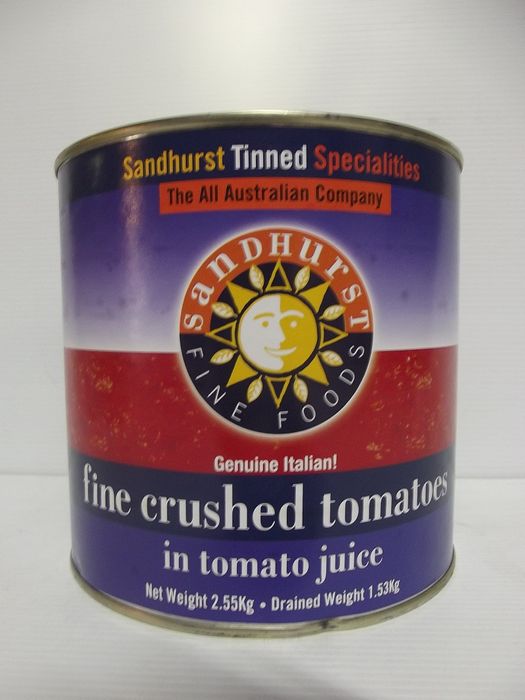 Sandhurst Tinned Specialities
The All Australian Company
SANDHURST
FINE FOODS
Genuine Italian!
fine crushed tomatoes
in tomato juice
Net Weight 2.55Kg • Drained Weight 1.53Kg